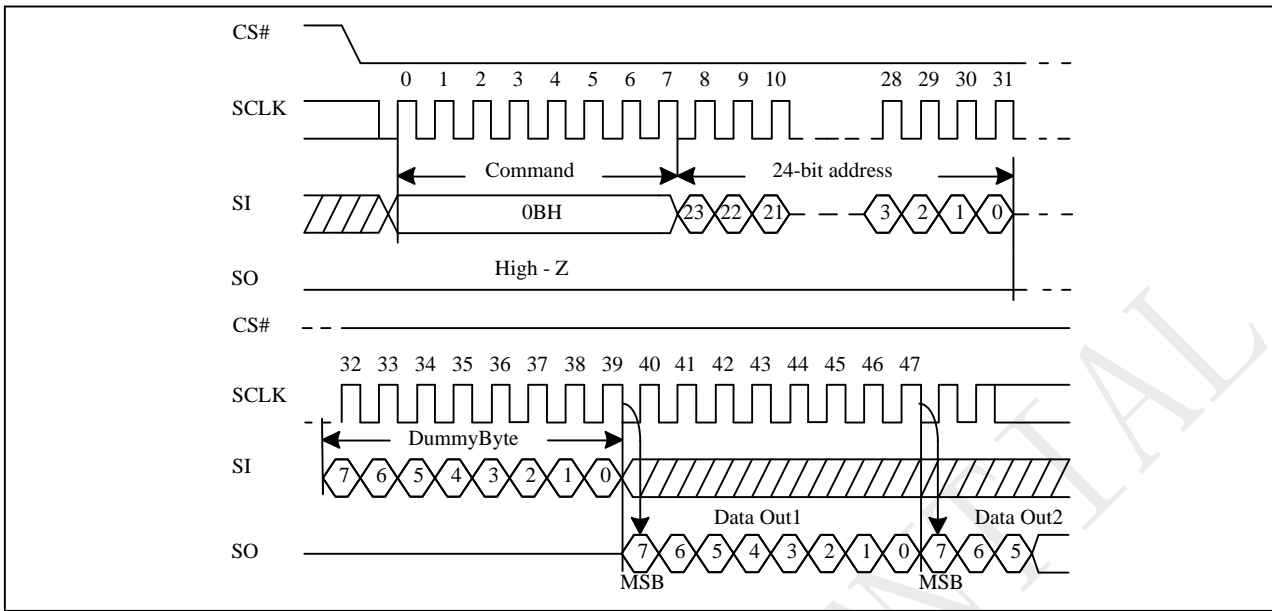 CS#
0 1 2 3 4 5 6 7 8 9 10 28 29 30 31
SCLK
Command 24-bit address
SI 0BH 23 22 21 3 2 1 0
High - Z
SO
CS#
32 33 34 35 36 37 38 39 40 41 42 43 44 45 46 47
SCLK
DummyByte
SI 7 6 5 4 3 2 1 0
Data Out1 Data Out2
SO 7 6 5 4 3 2 1 0 7 6 5
MSB MSB